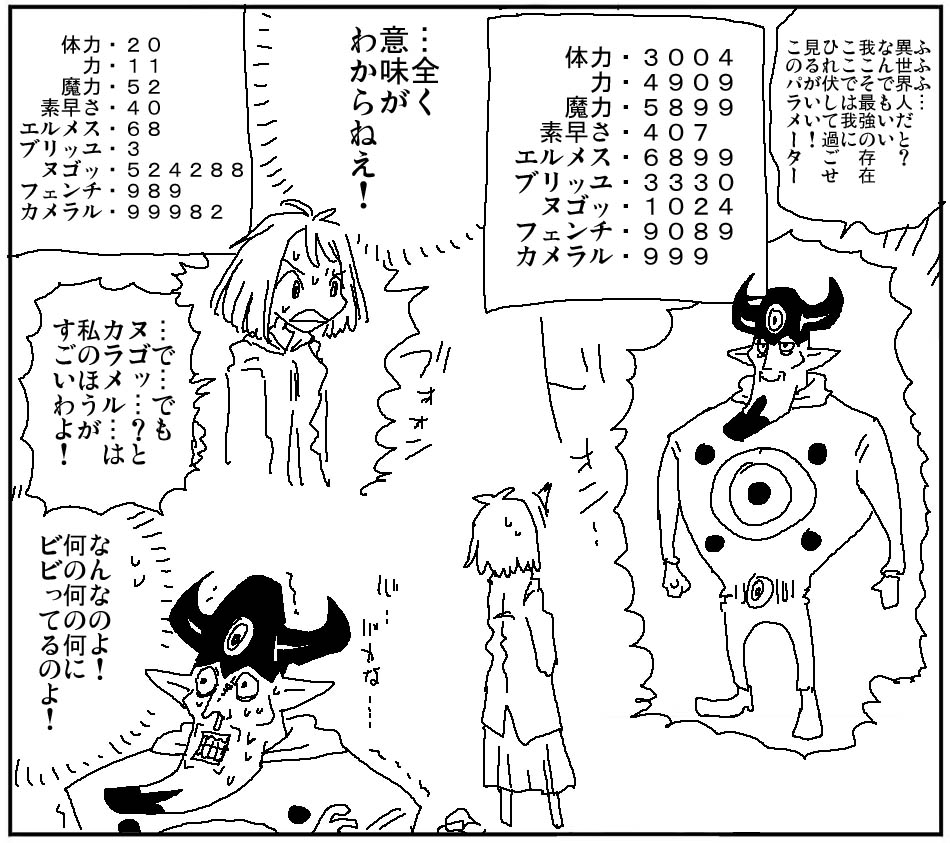 ふふふ…
異世界人だと?
なんでもいい
我こそ最強の存在
ここでは我に
ひれ伏して過ごせ
見るがいい!
このパラメーター
体力・3004
力・4909
魔力・5899
素早さ・407
エルメス・6899
ブリッユ・3330
ヌゴッ・1024
フェンチ・9089
カメラル・999
…全く
意味が
わからねえ!
体力・20
力・11
魔力・52
素早さ・40
エルメス・68
ブリッユ・3
ヌゴッ・524288
フェンチ・989
カメラル・99982
…で…でも
ヌゴッ…?と
カラメル…は
私のほうが
すごいわよ!
なんなのよ!
何の何の何に
ビビってるのよ!